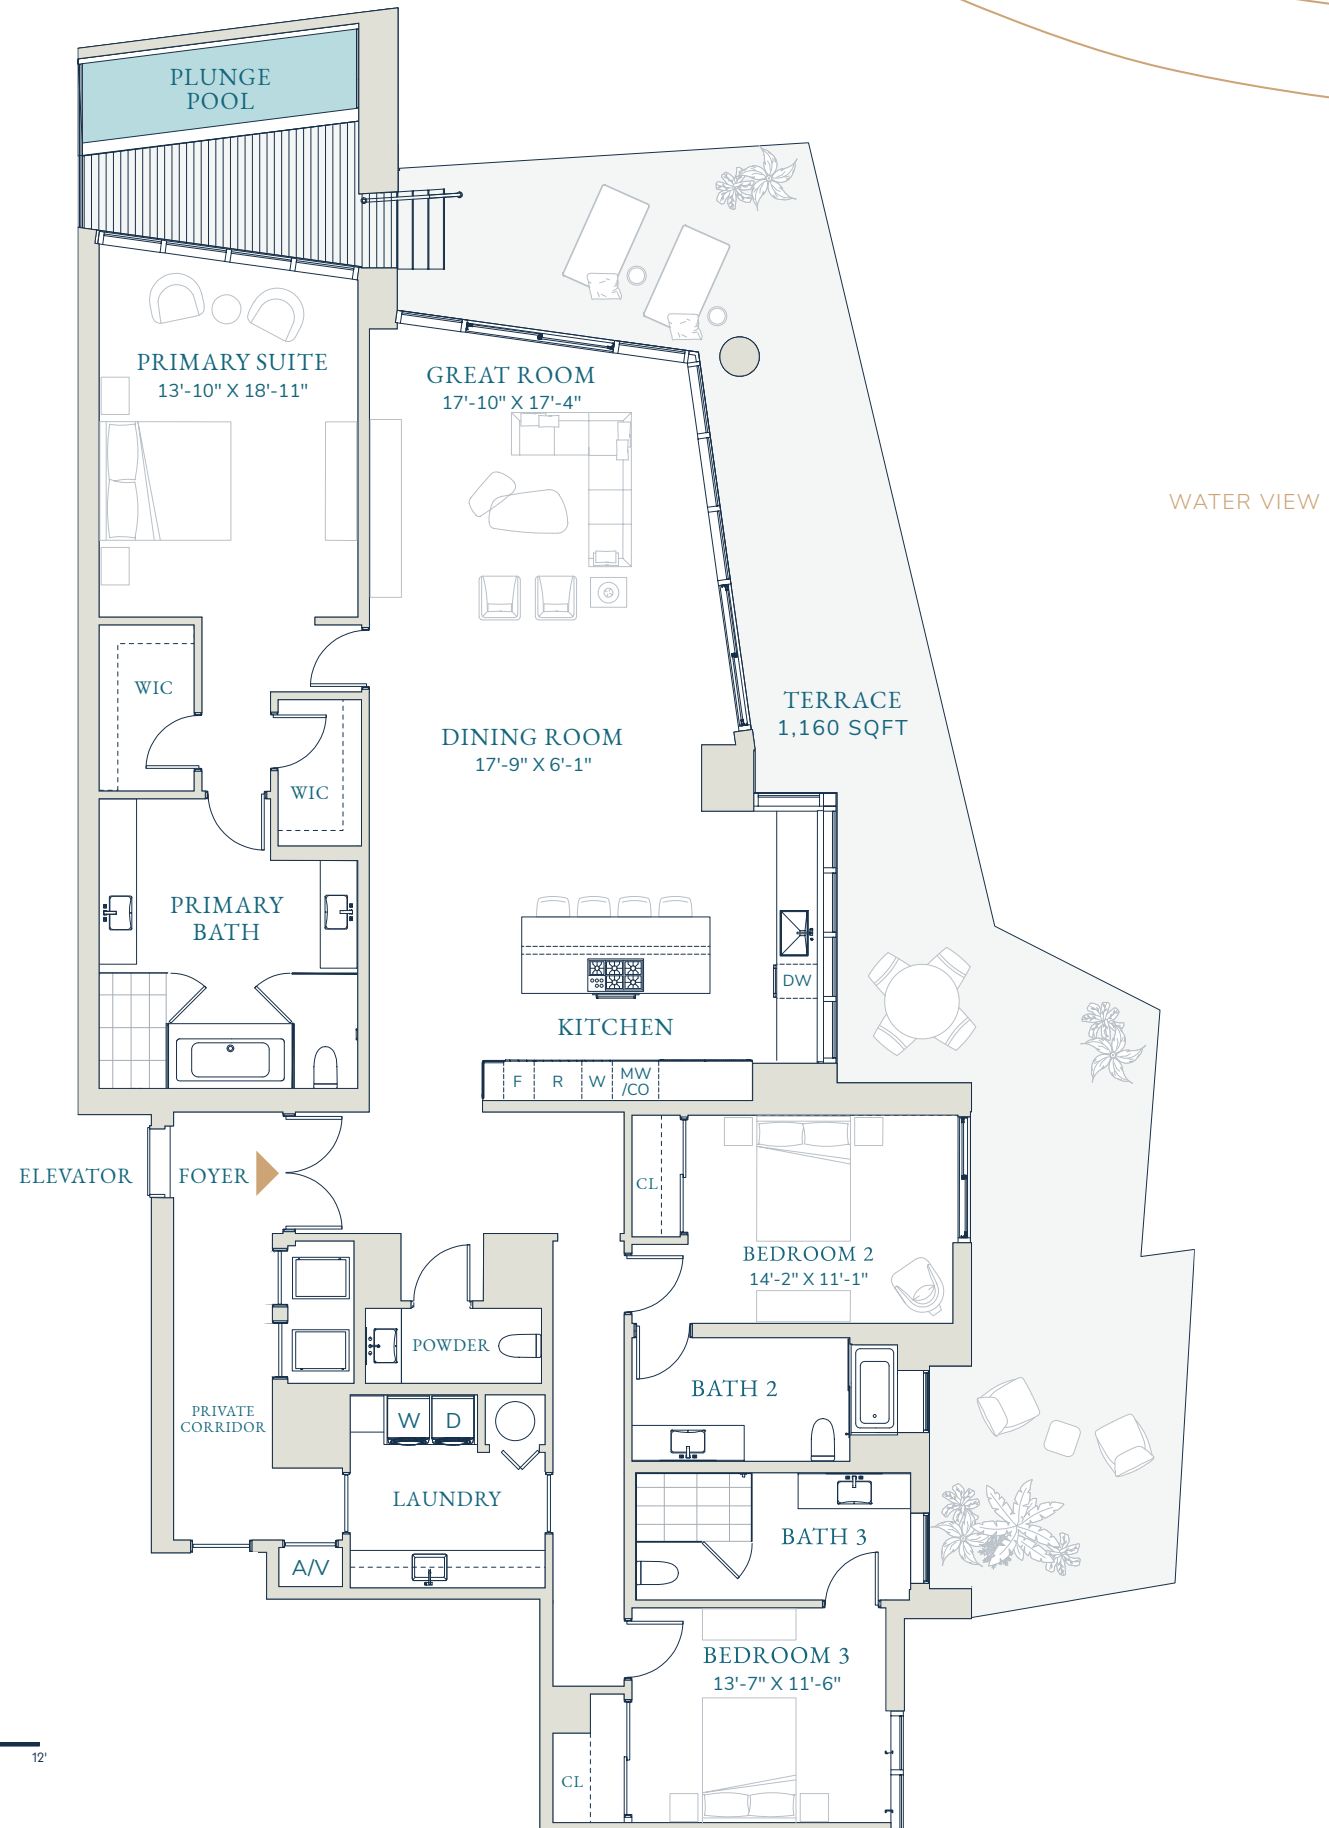 PLUNGE
POOL
PRIMARY SUITE
13'-10" X 18'-11"
GREAT ROOM
17'-10" X 17'-4"
WATER VIEW
WIC
TERRACE
1,160 SQFT
DINING ROOM
17'-9" X 6'-1"
WIC
PRIMARY
BATH
DW
KITCHEN
F
R
W
MW
/CO
ELEVATOR
FOYER
CL
BEDROOM 2
14'-2" X 11'-1"
POWDER
BATH 2
PRIVATE
CORRIDOR
W
D
LAUNDRY
BATH 3
A/V
BEDROOM 3
13'-7" X 11'-6"
12'
CL